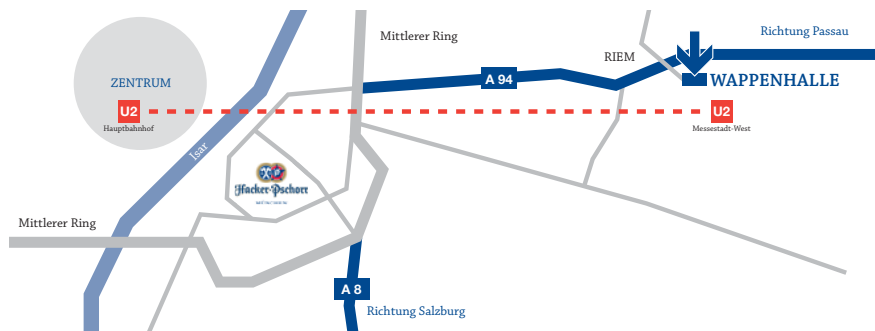 Richtung Passau
Mittlerer Ring
RIEM
A 94
ZENTRUM
WAPPENHALLE
U2
Hauptbahnhof
U2
Messestadt-West
Isar
Hacker-Pschorr
Mittlerer Ring
A 8
Richtung Salzburg